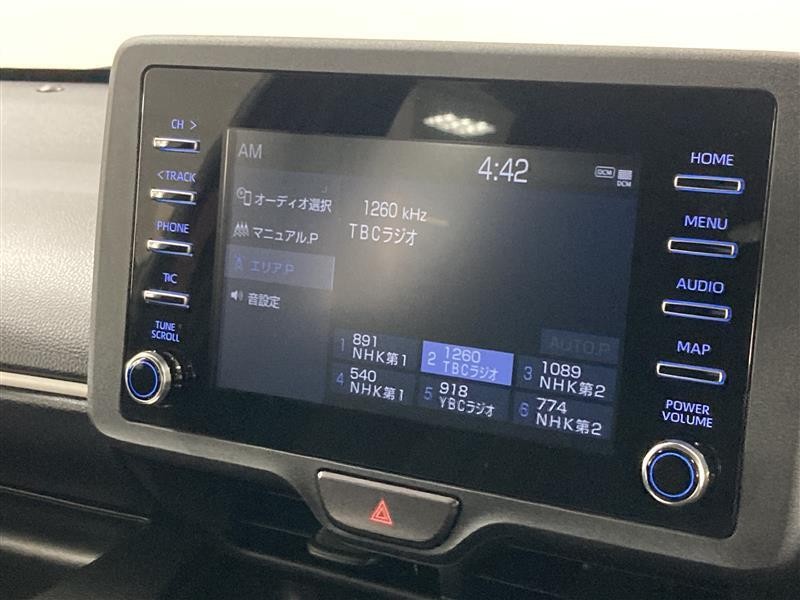 CH >
< TRACK
PHONE
T/C
TUNE
SCROLL
AM
4:42
DCM
DCM
オーディオ選択
マニュアル.P
エリア.P
音設定
1260 kHz
TBCラジオ
AUTO.P
1 891
NHK第1
2 1260
TBCラジオ
3 1089
NHK第2
4 540
NHK第1
5 918
YBCラジオ
6 774
NHK第2
HOME
MENU
AUDIO
MAP
POWER
VOLUME